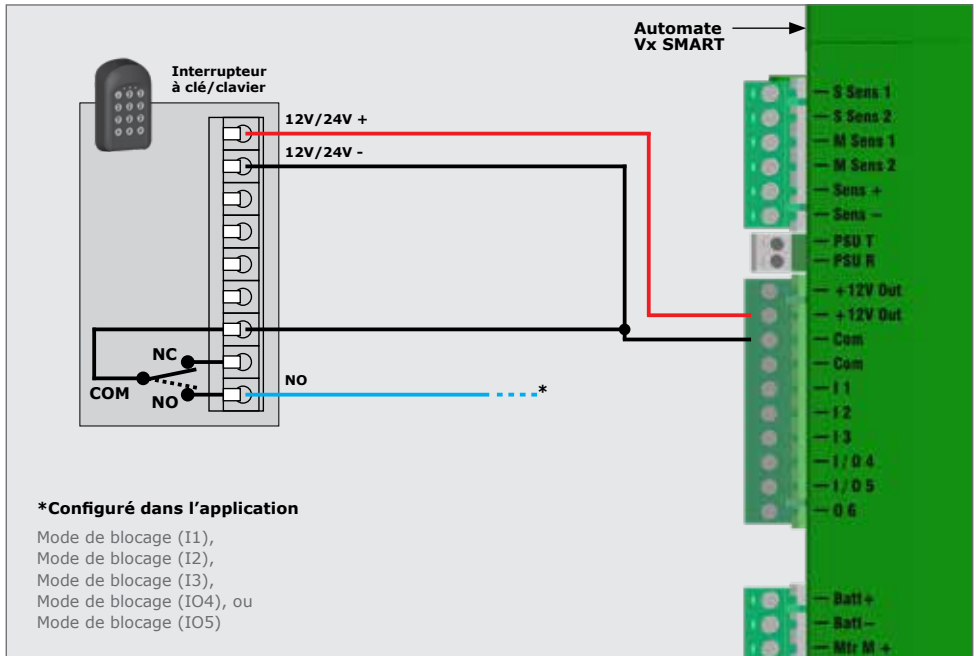 Automate
Vx SMART
Interrupteur
à clé/clavier
12V/24V +
12V/24V -
NC
COM
NO
NO
*
S Sens 1
S Sens 2
M Sens 1
M Sens 2
Sens +
Sens –
PSU T
PSU R
+12V Out
+12V Out
Com
Com
I 1
I 2
I 3
I / O 4
I / O 5
O 6
Batt+
Batt–
Mtr M +
*Configuré dans l’application
Mode de blocage (I1),
Mode de blocage (I2),
Mode de blocage (I3),
Mode de blocage (IO4), ou
Mode de blocage (IO5)